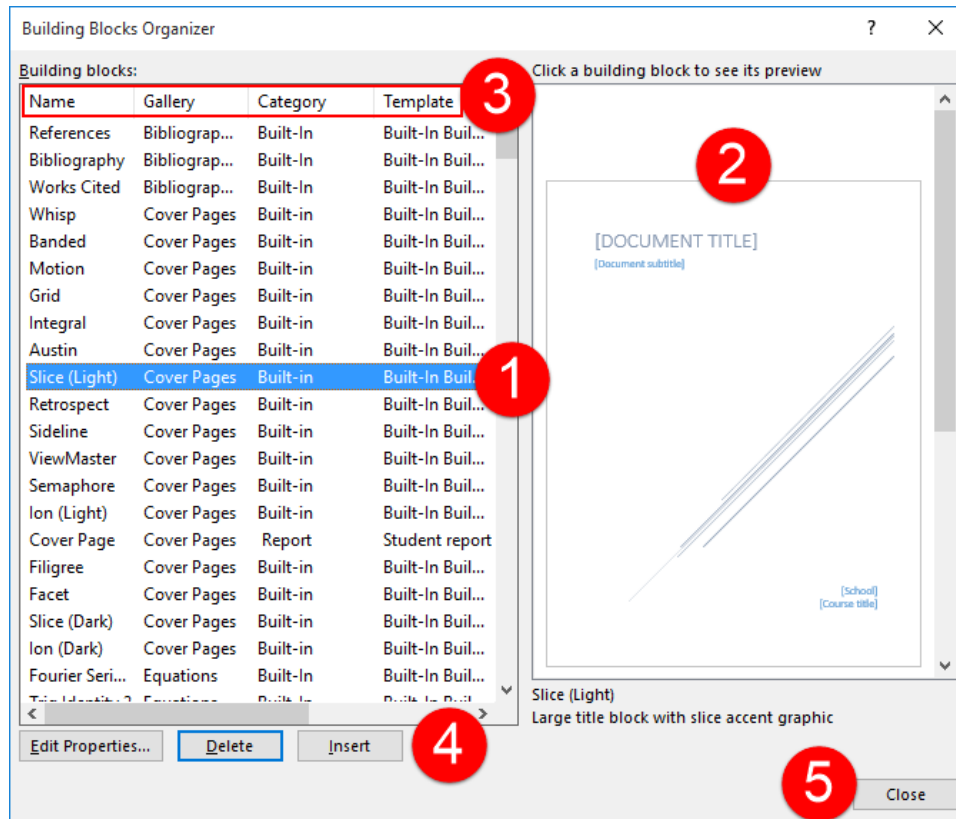 Building Blocks Organizer ? ×
Building blocks: Click a building block to see its preview
Name Gallery Category Template 3
References Bibliograp... Built-In Built-In Buil...
Bibliography Bibliograp... Built-In Built-In Buil...
Works Cited Bibliograp... Built-In Built-In Buil...
Whisp Cover Pages Built-in Built-In Buil...
2
Banded Cover Pages Built-in Built-In Buil...
[DOCUMENT TITLE]
Motion Cover Pages Built-in Built-In Buil...
[Document subtitle]
Grid Cover Pages Built-in Built-In Buil...
Integral Cover Pages Built-in Built-In Buil...
Austin Cover Pages Built-in Built-In Buil...
Slice (Light) Cover Pages Built-in Built-In Buil 1
Retrospect Cover Pages Built-in Built-In Buil...
Sideline Cover Pages Built-in Built-In Buil...
ViewMaster Cover Pages Built-in Built-In Buil...
Semaphore Cover Pages Built-in Built-In Buil...
Ion (Light) Cover Pages Built-in Built-In Buil...
Cover Page Cover Pages Report Student report
Filigree Cover Pages Built-in Built-In Buil...
Facet Cover Pages Built-in Built-In Buil...
[School]
[Course title]
Slice (Dark) Cover Pages Built-in Built-In Buil...
Ion (Dark) Cover Pages Built-in Built-In Buil...
Fourier Seri... Equations Built-In Built-In Buil...
Slice (Light)
Large title block with slice accent graphic
Edit Properties... Delete Insert 4
5 Close